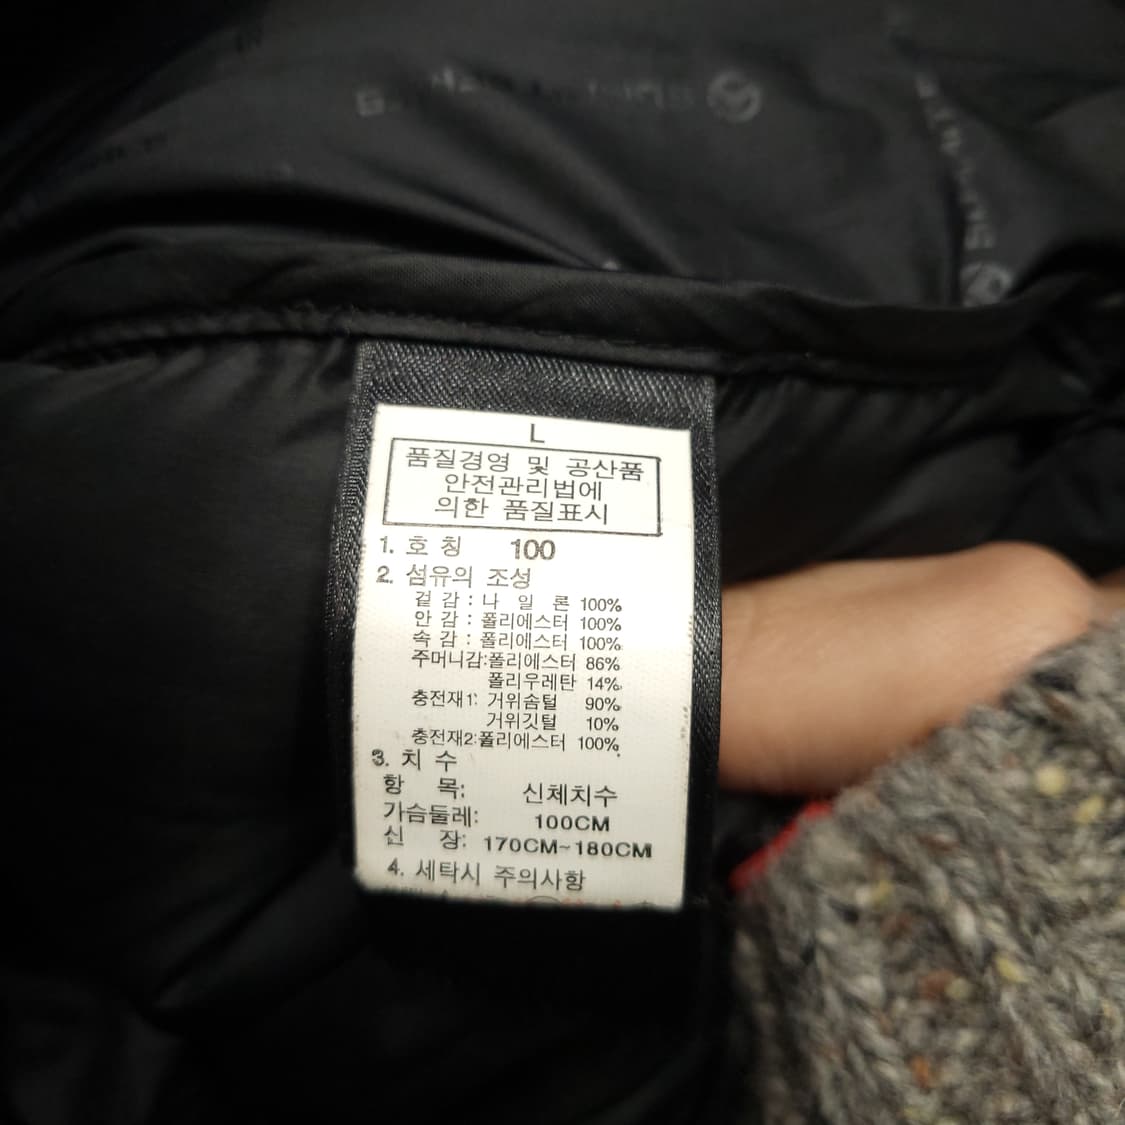 L
품질경영 및 공산품
안전관리법에
의한 품질표시
1. 호 칭 100
2. 섬유의 조성
겉 감 : 나 일 론 100%
안 감 : 폴리에스터 100%
속 감 : 폴리에스터 100%
주머니감:폴리에스터 86%
폴리우레탄 14%
충전재1: 거위솜털 90%
거위깃털 10%
충전재2:폴리에스터 100%
3. 치 수
항 목: 신체치수
가슴둘레: 100CM
신 장: 170CM~180CM
4. 세탁시 주의사항